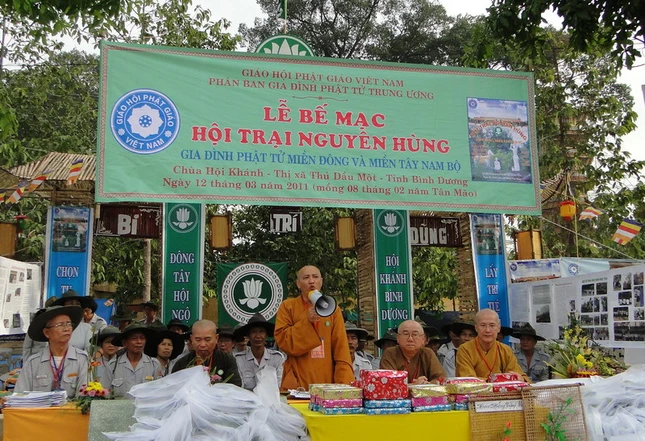 GIÁO HỘI PHẬT GIÁO VIỆT NAM
PHÂN BAN GIA ĐÌNH PHẬT TỬ TRUNG ƯƠNG
LỄ BẾ MẠC
HỘI TRẠI NGUYÊN HÙNG
GIA ĐÌNH PHẬT TỬ MIỀN ĐÔNG VÀ MIỀN TÂY NAM BỘ
Chùa Hội Khánh - Thị xã Thủ Dầu Một - Tỉnh Bình Dương
Ngày 12 tháng 03 năm 2011 (mồng 08 tháng 02 năm Tân Mão)
GIÁO HỘI PHẬT GIÁO
VIỆT NAM
BI
TRÍ
DŨNG
CHỌN
TUỆ
ĐÔNG
TÂY
HỘI
NGỘ
HỘI
KHÁNH
BÌNH
DƯƠNG
LẤY
TRÍ